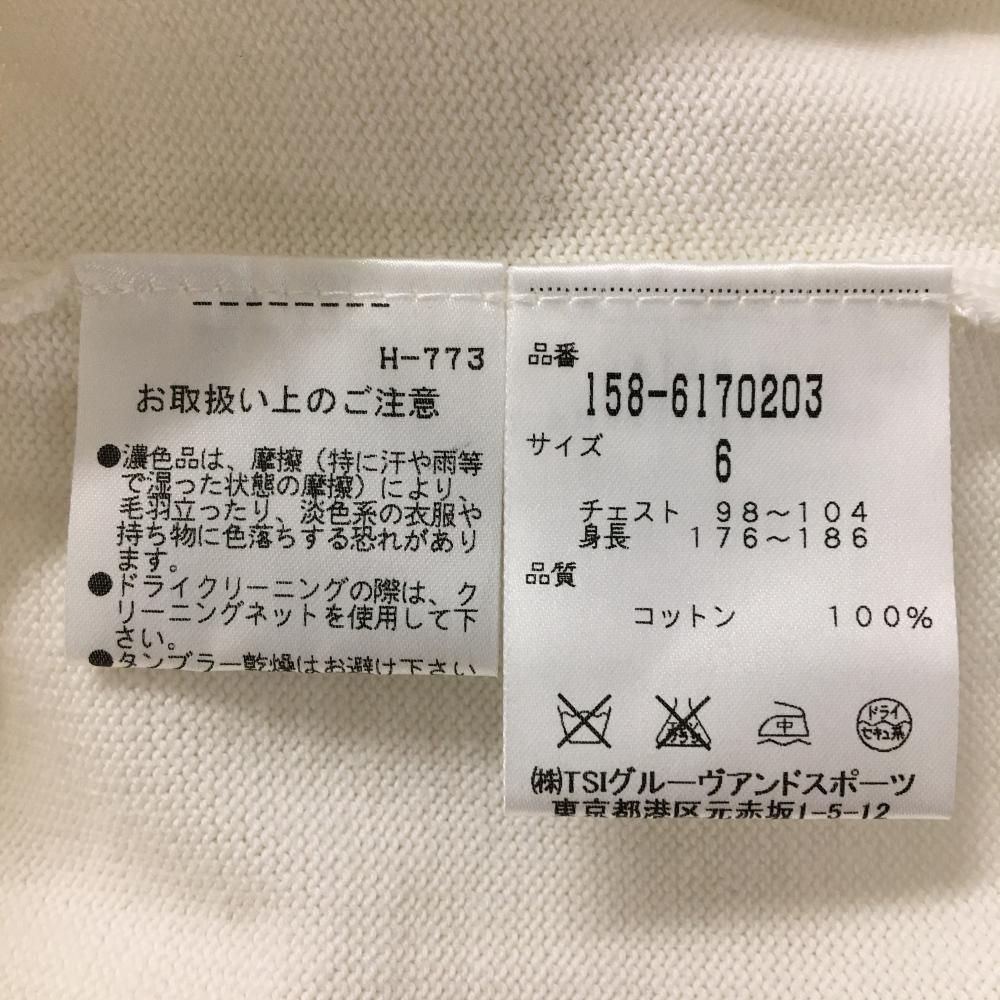 H-773
お取扱い上のご注意
●濃色品は、摩擦（特に汗や雨等
で湿った状態の摩擦）により、
毛羽立ったり、淡色系の衣服や
持ち物に色落ちする恐れがあり
ます。
●ドライクリーニングの際は、ク
リーニングネットを使用して下
さい。
●タンブラー乾燥はお避け下さい
品番
158-6170203
サイズ
6
チェスト 98～104
身長 176～186
品質
コットン 100%
エンソ
サラシ
中
ドライ
セキユ系
(株)TSIグルーヴアンドスポーツ
東京都港区元赤坂1-5-12